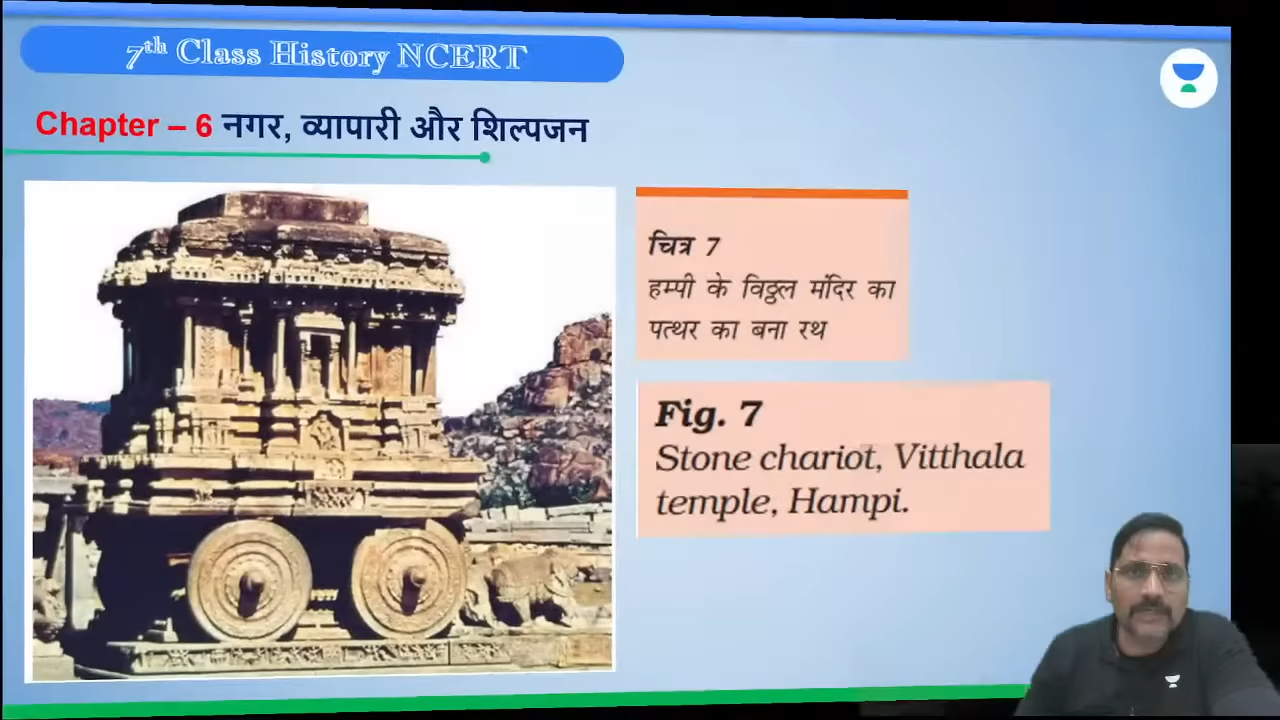 7th Class History NCERT
Chapter – 6 नगर, व्यापारी और शिल्पजन
चित्र 7
हम्पी के विठ्ठल मंदिर का
पत्थर का बना रथ
Fig. 7
Stone chariot, Vitthala
temple, Hampi.